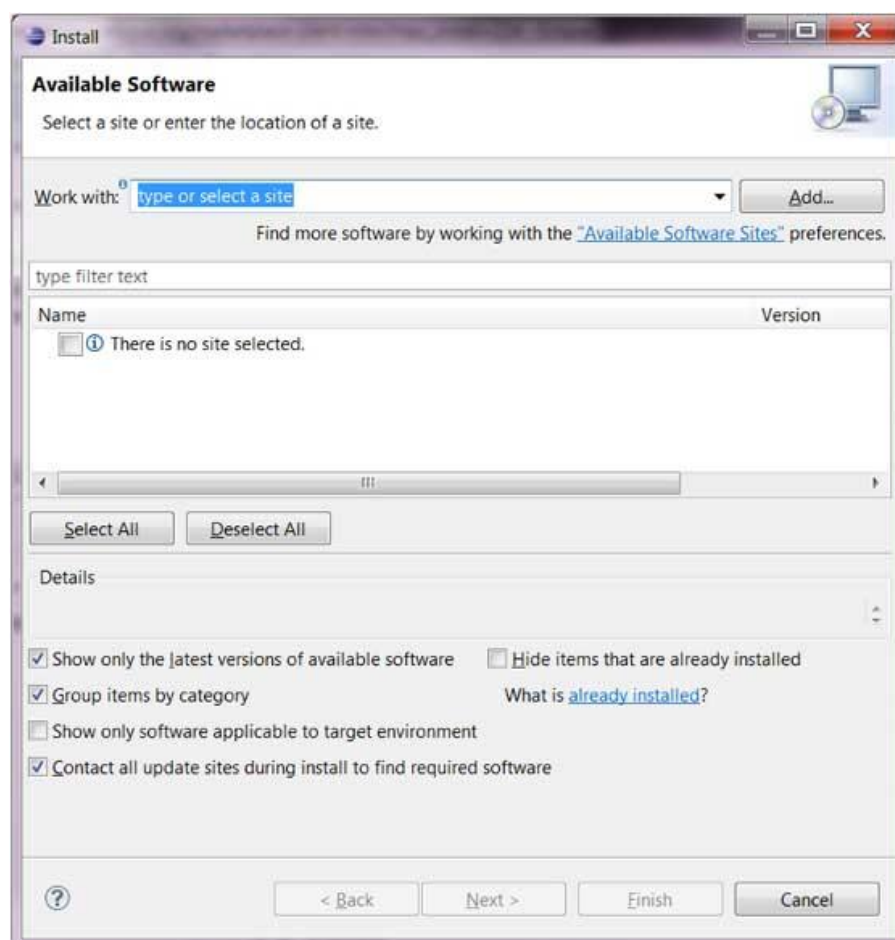 Install
Available Software
Select a site or enter the location of a site.
Work with: type or select a site Add...
Find more software by working with the "Available Software Sites" preferences.
type filter text
Name Version
There is no site selected.
Select All Deselect All
Details
Show only the latest versions of available software Hide items that are already installed
Group items by category What is already installed?
Show only software applicable to target environment
Contact all update sites during install to find required software
< Back Next > Finish Cancel